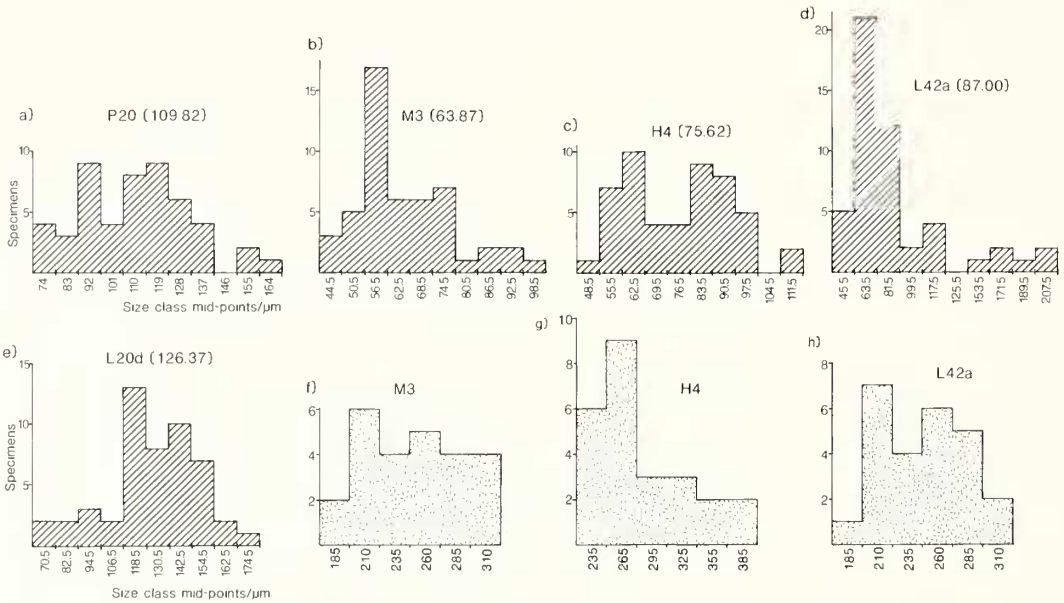 a)
P20 (109 82)
Specimens
10
5
74 83 92 101 110 119 128 137 146 155 164
Size class mid-points/µm
b)
M3 (63.87)
15
10
5
44.5 50.5 56.5 62.5 68.5 74.5 80.5 86.5 92.5 98.5
c)
H4 (75.62)
10
5
48.5 55.5 62.5 69.5 76.5 83.5 90.5 97.5 104.5 111.5
d)
L42a (87.00)
20
15
10
5
45.5 63.5 81.5 99.5 117.5 125.5 153.5 171.5 189.5 207.5
e)
L20d (126.37)
Specimens
15
10
5
70.5 82.5 94.5 106.5 118.5 130.5 142.5 154.5 162.5 174.5
Size class mid-points/µm
f)
M3
6
4
2
185 210 235 260 285 310
g)
H4
10
8
6
4
2
235 265 295 325 355 385
h)
L42a
8
6
4
2
185 210 235 260 285 310